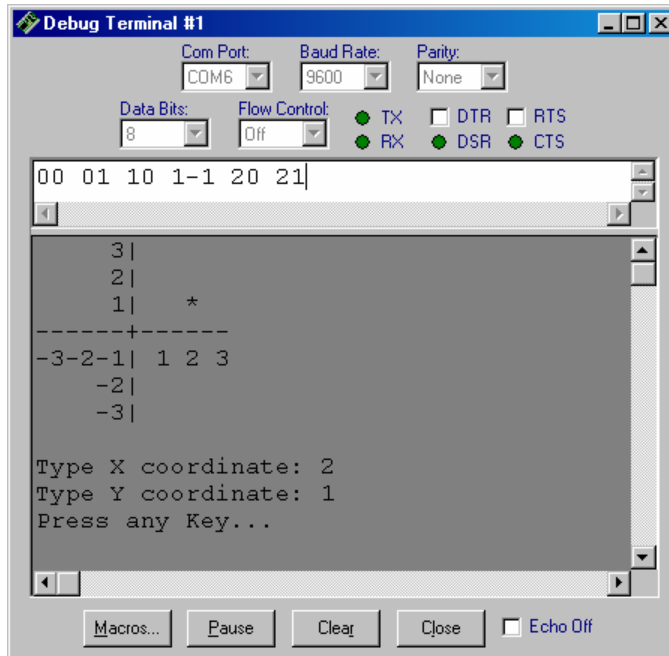 Debug Terminal #1
Com Port: Baud Rate: Parity:
COM6 9600 None
Data Bits: Flow Control: TX DTR RTS
8 Off RX DSR CTS
00 01 10 1-1 20 21
3|
2|
1| *
------+------
-3-2-1| 1 2 3
-2|
-3|
Type X coordinate: 2
Type Y coordinate: 1
Press any Key...
Macros... Pause Clear Close Echo Off